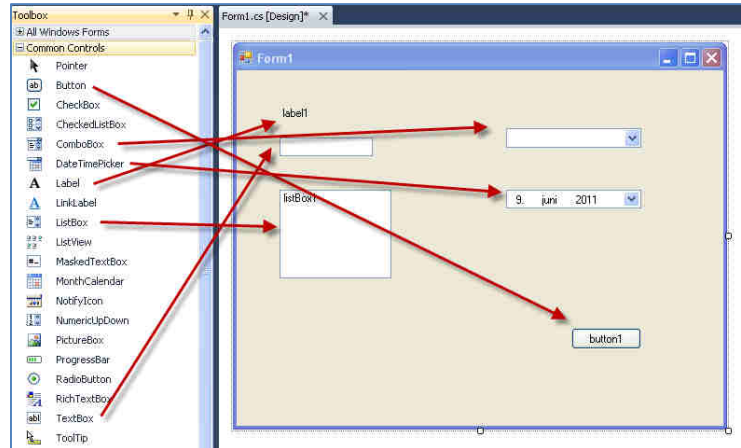 Toolbox
All Windows Forms
Common Controls
Pointer
Button
CheckBox
CheckedListBox
ComboBox
DateTimePicker
Label
LinkLabel
ListBox
ListView
MaskedTextBox
MonthCalendar
NotifyIcon
NumericUpDown
PictureBox
ProgressBar
RadioButton
RichTextBox
TextBox
ToolTip
Form1.cs [Design]*
Form1
label1
listBox1
9. juni 2011
button1